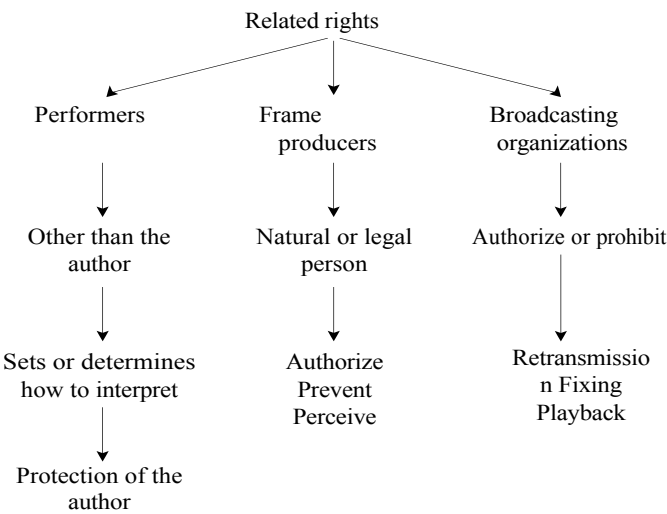 Related rights
Performers
Frame
producers
Broadcasting
organizations
Other than the
author
Natural or legal
person
Authorize or prohibit
Sets or determines
how to interpret
Authorize
Prevent
Perceive
Retransmissio
n Fixing
Playback
Protection of the
author